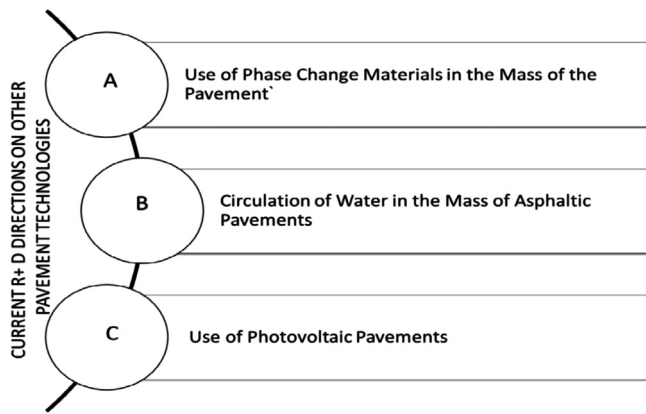 CURRENT R+ D DIRECTIONS ON OTHER
PAVEMENT TECHNOLOGIES
A
Use of Phase Change Materials in the Mass of the
Pavement`
B
Circulation of Water in the Mass of Asphaltic
Pavements
C
Use of Photovoltaic Pavements